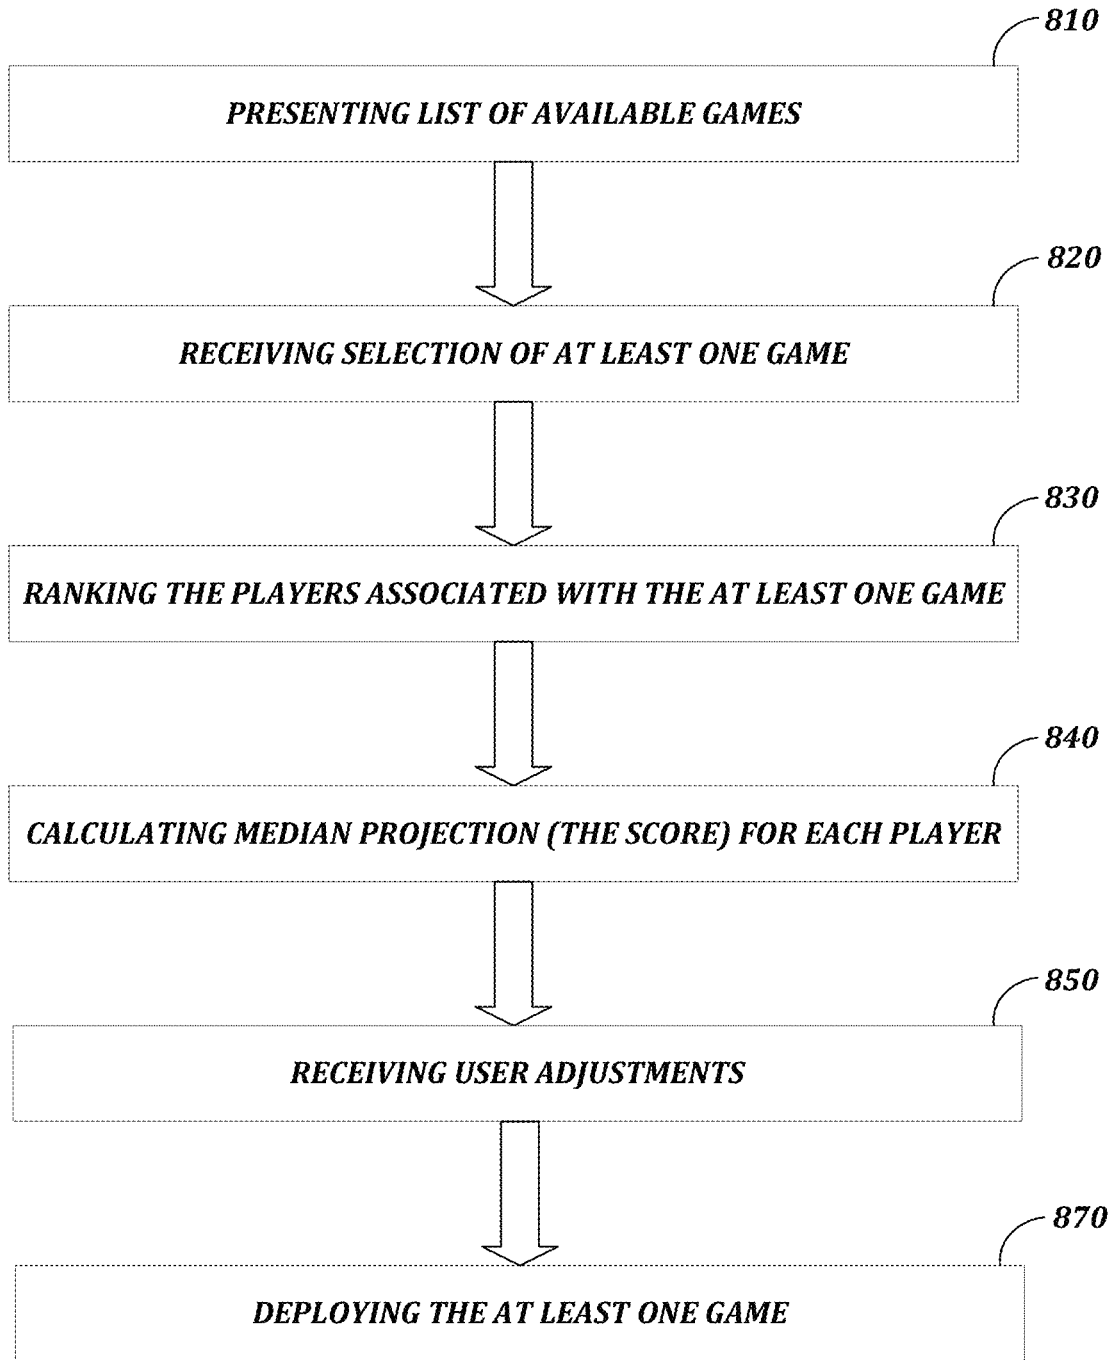 810
PRESENTING LIST OF AVAILABLE GAMES
820
RECEIVING SELECTION OF AT LEAST ONE GAME
830
RANKING THE PLAYERS ASSOCIATED WITH THE AT LEAST ONE GAME
840
CALCULATING MEDIAN PROJECTION (THE SCORE) FOR EACH PLAYER
850
RECEIVING USER ADJUSTMENTS
870
DEPLOYING THE AT LEAST ONE GAME